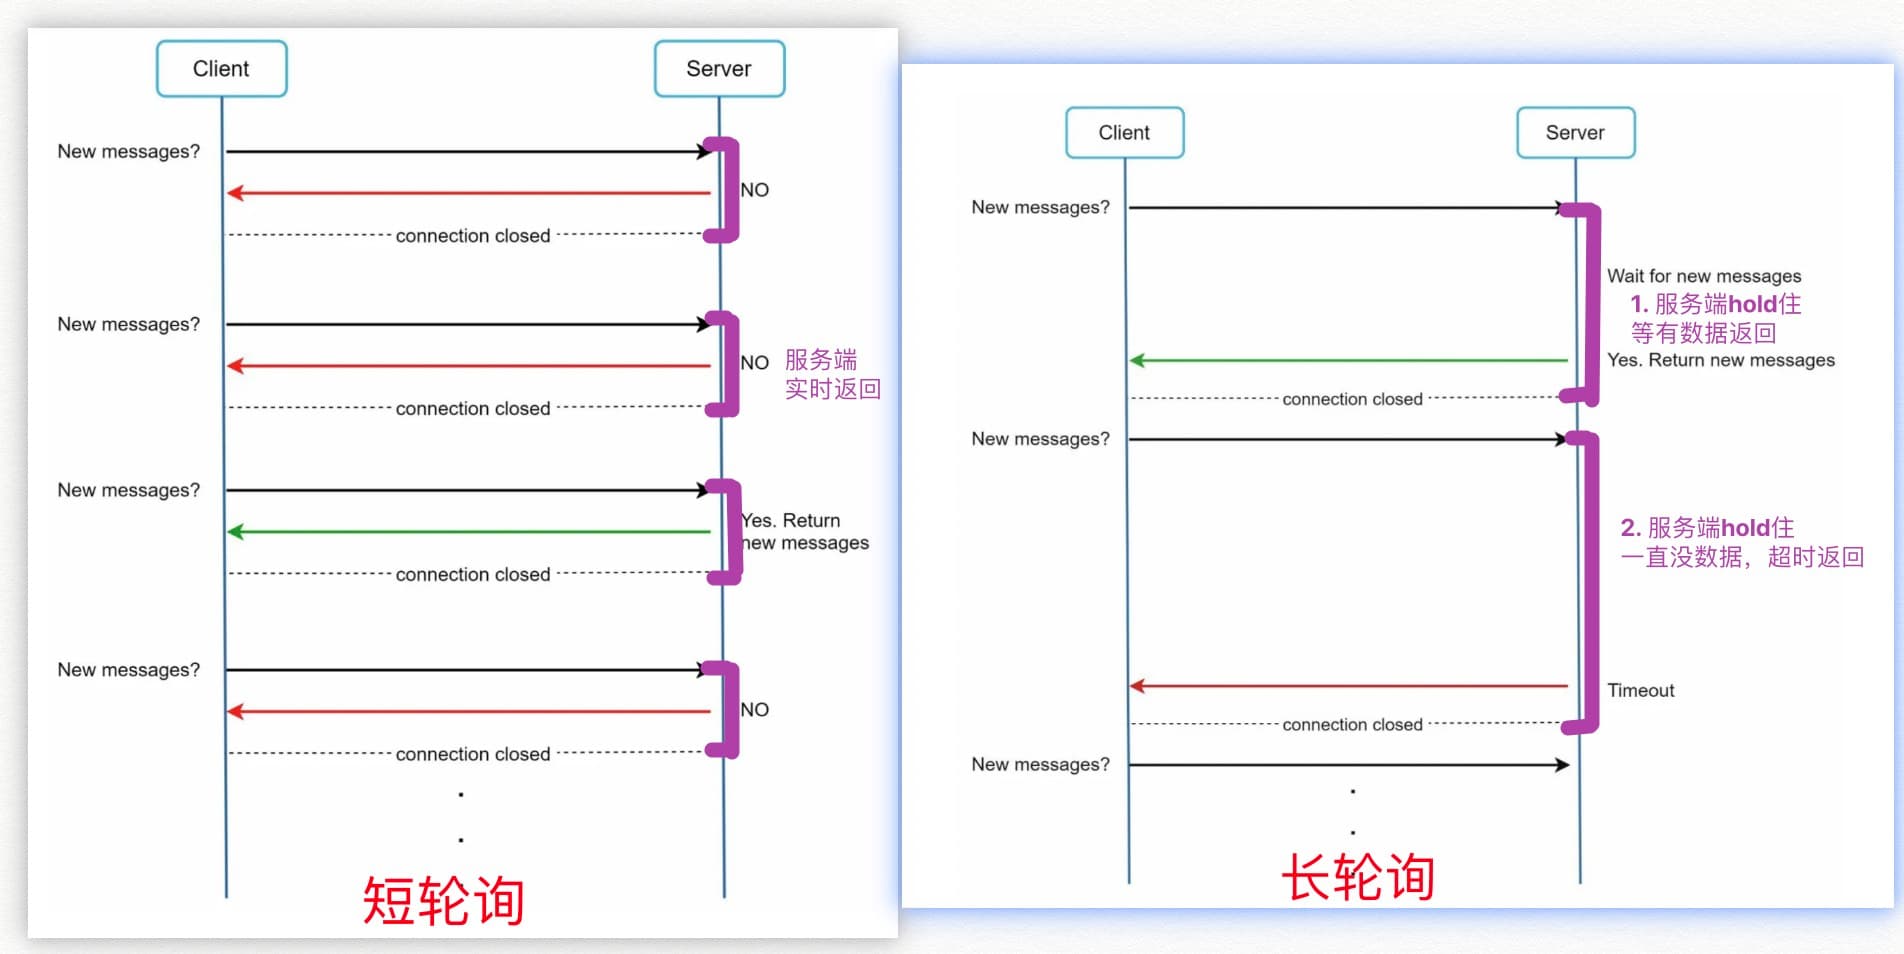 Client
Server
New messages?
NO
connection closed
New messages?
NO
服务端
实时返回
connection closed
New messages?
Yes. Return
new messages
connection closed
New messages?
NO
connection closed
短轮询
Client
Server
New messages?
Wait for new messages
1. 服务端hold住
等有数据返回
Yes. Return new messages
connection closed
New messages?
2. 服务端hold住
一直没数据，超时返回
Timeout
connection closed
New messages?
长轮询